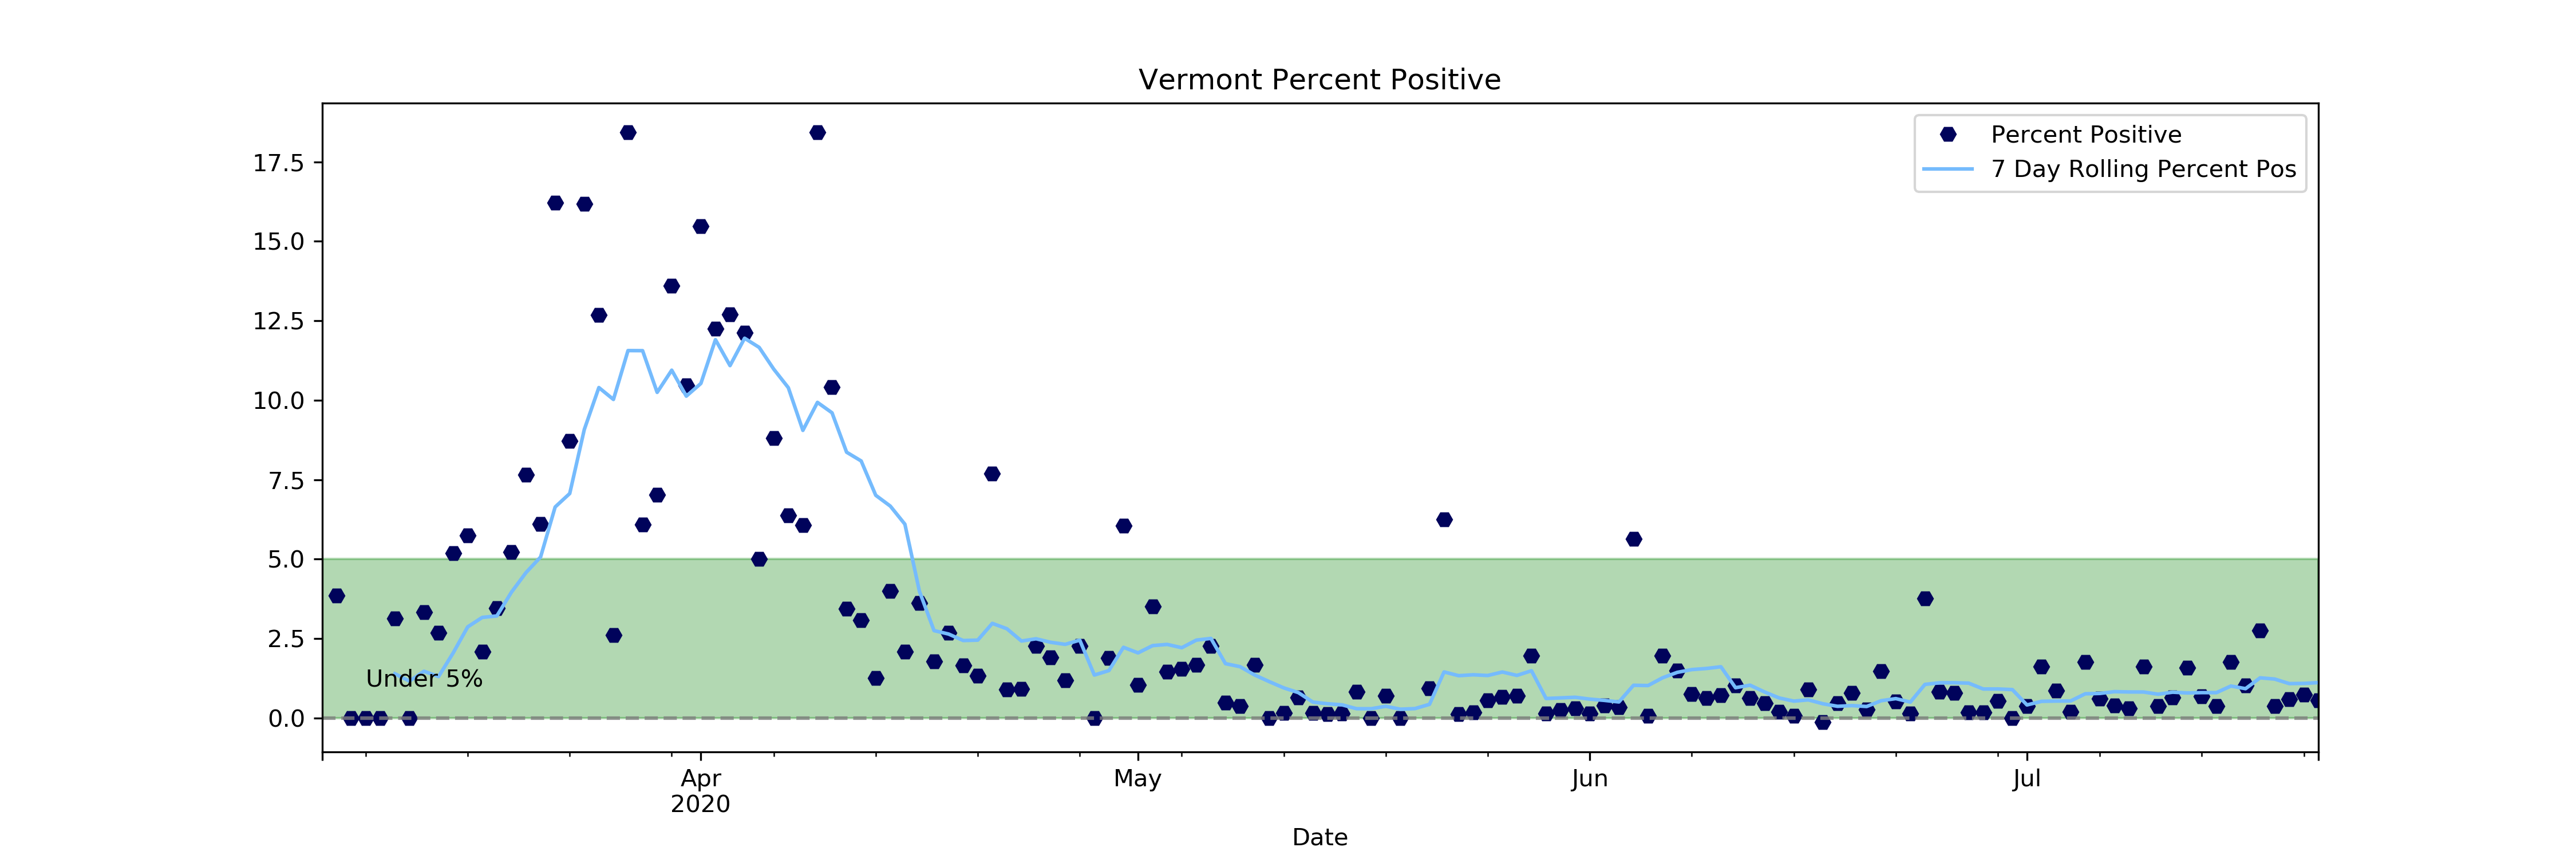 Vermont Percent Positive
Percent Positive
7 Day Rolling Percent Pos
17.5
15.0
12.5
10.0
7.5
5.0
2.5
0.0
Under 5%
Apr
2020
May
Jun
Jul
Date